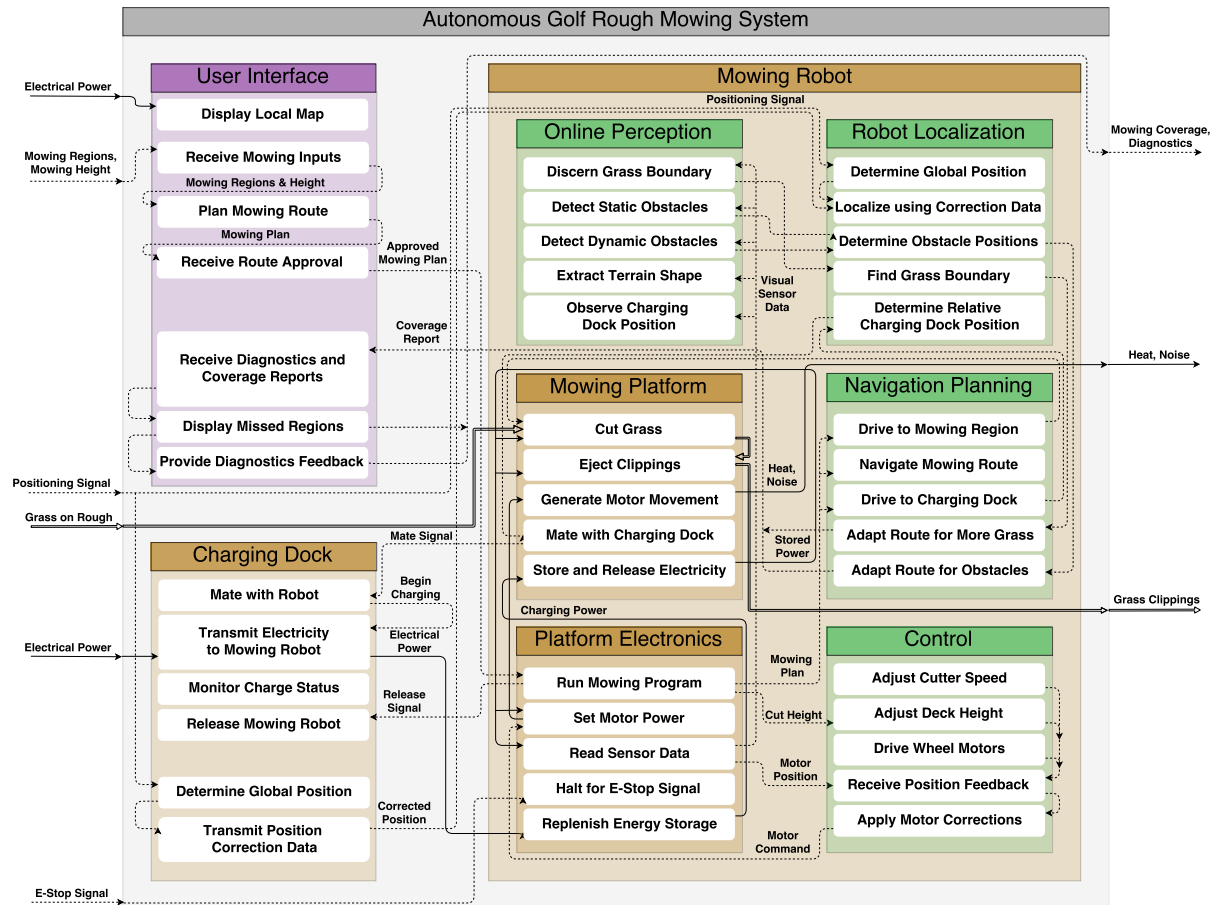 Autonomous Golf Rough Mowing System
Electrical Power
Mowing Regions,
Mowing Height
Positioning Signal
Grass on Rough
Electrical Power
E-Stop Signal
User Interface
Display Local Map
Receive Mowing Inputs
Mowing Regions & Height
Plan Mowing Route
Mowing Plan
Receive Route Approval
Receive Diagnostics and
Coverage Reports
Display Missed Regions
Provide Diagnostics Feedback
Approved
Mowing Plan
Coverage
Report
Charging Dock
Mate with Robot
Transmit Electricity
to Mowing Robot
Monitor Charge Status
Release Mowing Robot
Determine Global Position
Transmit Position
Correction Data
Mate Signal
Begin
Charging
Electrical
Power
Release
Signal
Corrected
Position
Mowing Robot
Positioning Signal
Online Perception
Discern Grass Boundary
Detect Static Obstacles
Detect Dynamic Obstacles
Extract Terrain Shape
Observe Charging
Dock Position
Visual
Sensor
Data
Robot Localization
Determine Global Position
Localize using Correction Data
Determine Obstacle Positions
Find Grass Boundary
Determine Relative
Charging Dock Position
Mowing Platform
Cut Grass
Eject Clippings
Generate Motor Movement
Mate with Charging Dock
Store and Release Electricity
Charging Power
Heat,
Noise
Stored
Power
Navigation Planning
Drive to Mowing Region
Navigate Mowing Route
Drive to Charging Dock
Adapt Route for More Grass
Adapt Route for Obstacles
Platform Electronics
Run Mowing Program
Set Motor Power
Read Sensor Data
Halt for E-Stop Signal
Replenish Energy Storage
Mowing
Plan
Cut Height
Motor
Position
Motor
Command
Control
Adjust Cutter Speed
Adjust Deck Height
Drive Wheel Motors
Receive Position Feedback
Apply Motor Corrections
Mowing Coverage,
Diagnostics
Heat, Noise
Grass Clippings